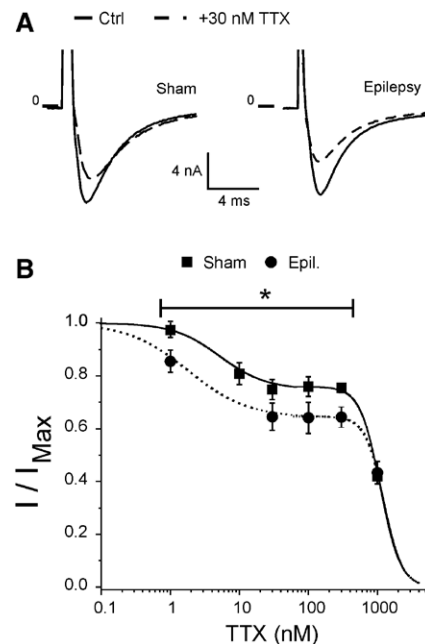 A
Ctrl
+30 nM TTX
0
Sham
0
Epilepsy
4 nA
4 ms
B
Sham
Epil.
*
1.0
0.8
0.6
0.4
0.2
0.0
I / I Max
0.1
1
10
100
1000
TTX (nM)